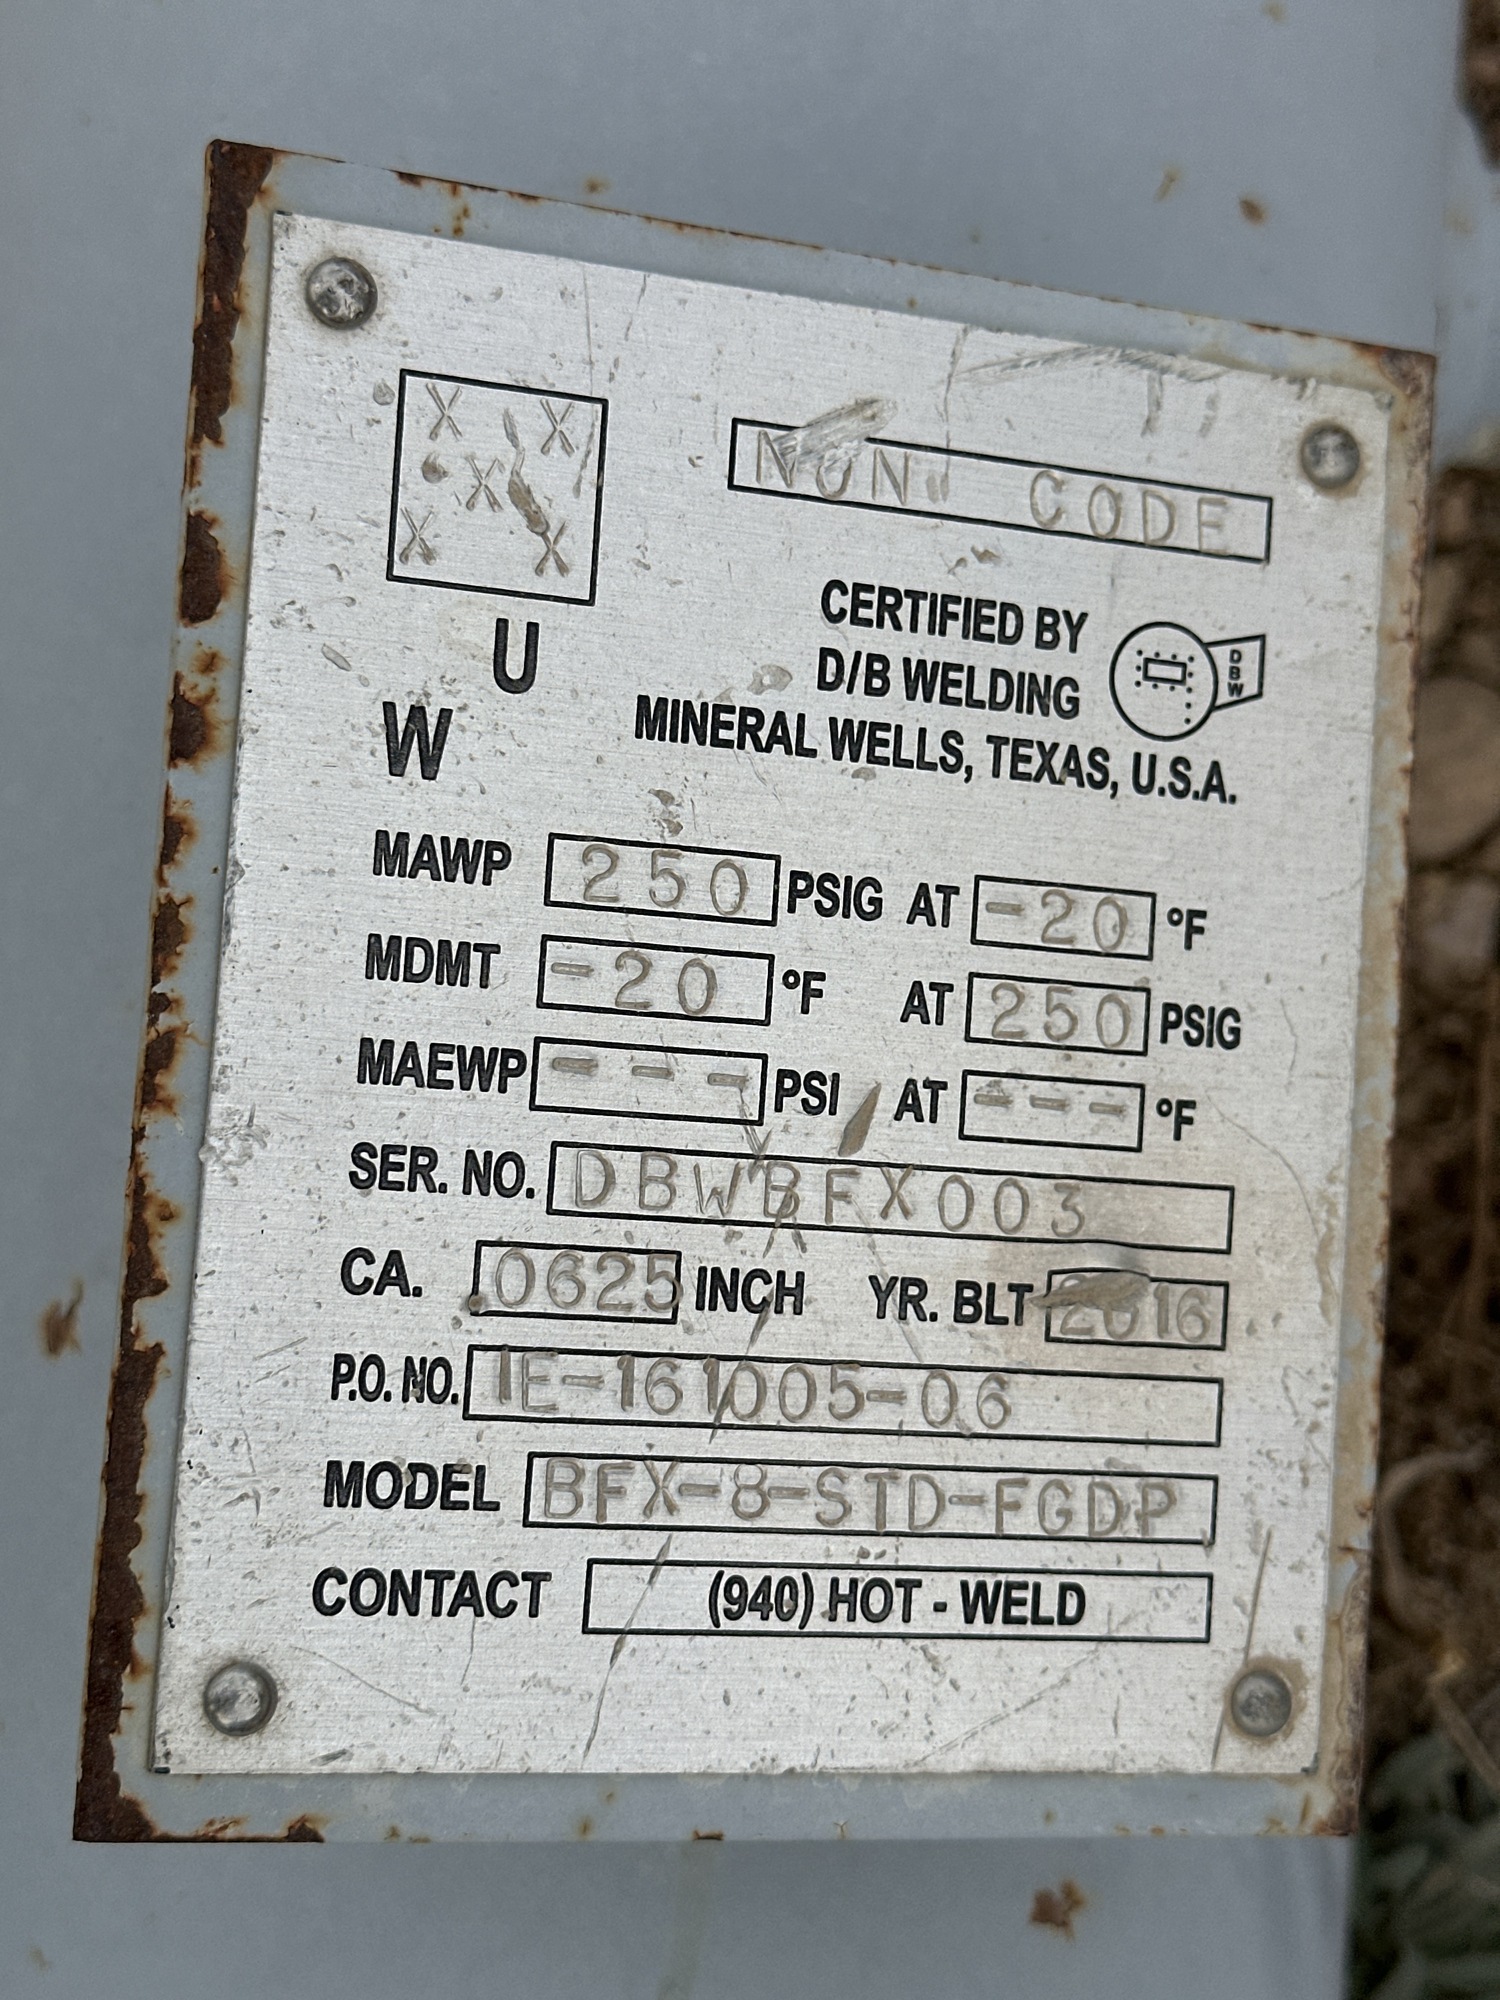 X X
X
X X
NON CODE
U
W
CERTIFIED BY
D/B WELDING
DBW
MINERAL WELLS, TEXAS, U.S.A.
MAWP 250 PSIG AT -20 °F
MDMT -20 °F AT 250 PSIG
MAEWP - - - PSI AT - - - °F
SER. NO. DBWBFX003
CA. .0625 INCH YR. BLT 2016
P.O. NO. IE-161005-06
MODEL BFX-8-STD-FGDP
CONTACT (940) HOT - WELD